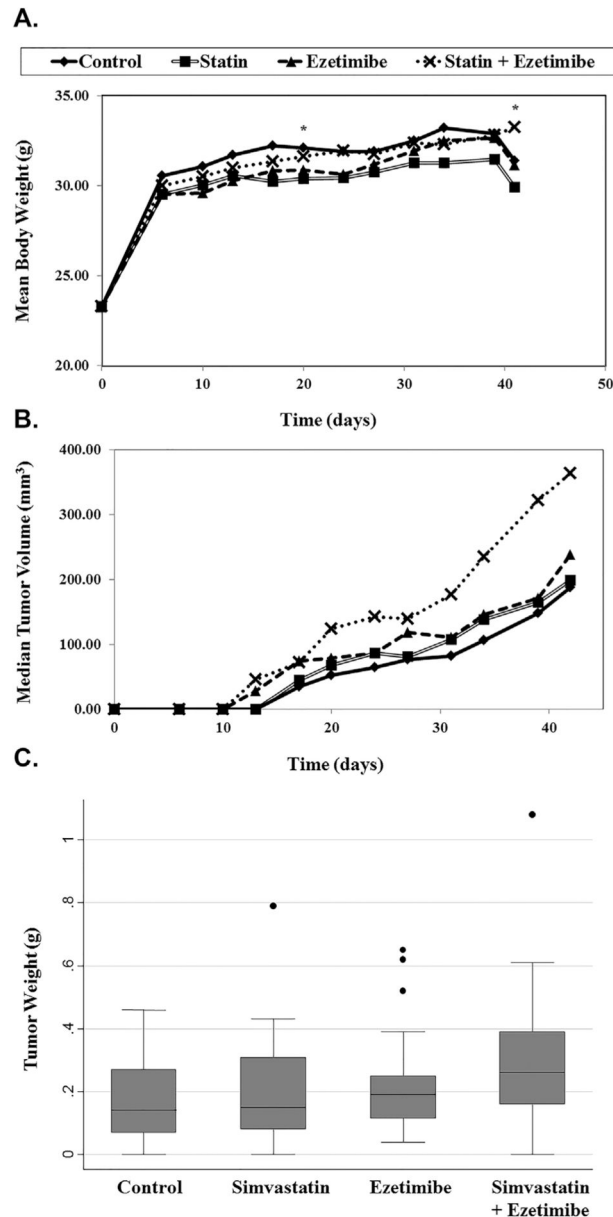 A.
Control Statin Ezetimibe Statin + Ezetimibe
35.00
30.00
25.00
20.00
Mean Body Weight (g)
* *
0 10 20 30 40 50
Time (days)
B.
400.00
300.00
200.00
100.00
0.00
Median Tumor Volume (mm³)
0 10 20 30 40
Time (days)
C.
1
.8
.6
.4
.2
0
Tumor Weight (g)
Control Simvastatin Ezetimibe Simvastatin
+ Ezetimibe